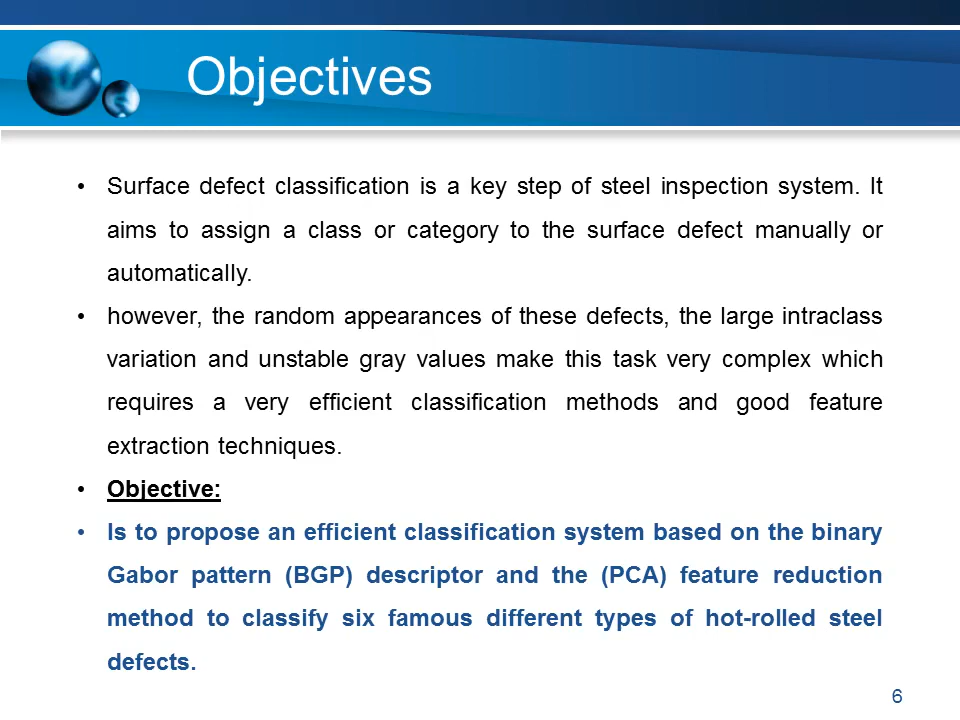 Objectives
• Surface defect classification is a key step of steel inspection system. It
aims to assign a class or category to the surface defect manually or
automatically.
• however, the random appearances of these defects, the large intraclass
variation and unstable gray values make this task very complex which
requires a very efficient classification methods and good feature
extraction techniques.
• Objective:
• Is to propose an efficient classification system based on the binary
Gabor pattern (BGP) descriptor and the (PCA) feature reduction
method to classify six famous different types of hot-rolled steel
defects.
6